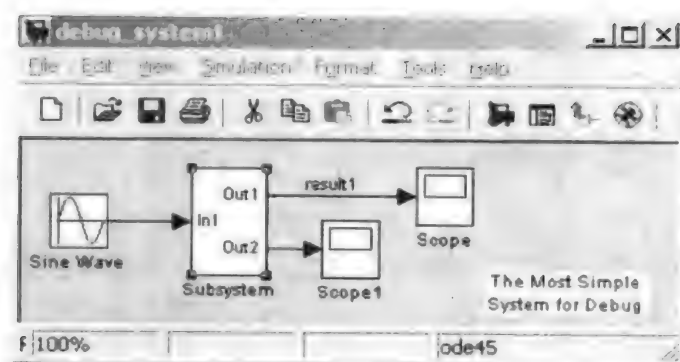 debug_system1
File Edit View Simulation Format Tools Help
Out1
result1
In1
Out2
Sine Wave
Subsystem
Scope1
Scope
The Most Simple
System for Debug
100%
ode45